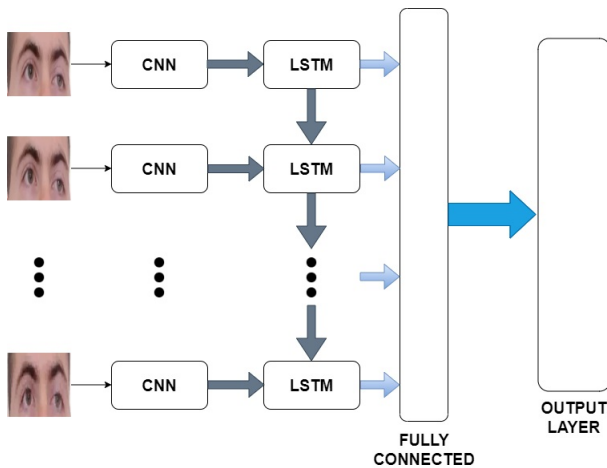 CNN
LSTM
CNN
LSTM
CNN
LSTM
FULLY
CONNECTED
OUTPUT
LAYER